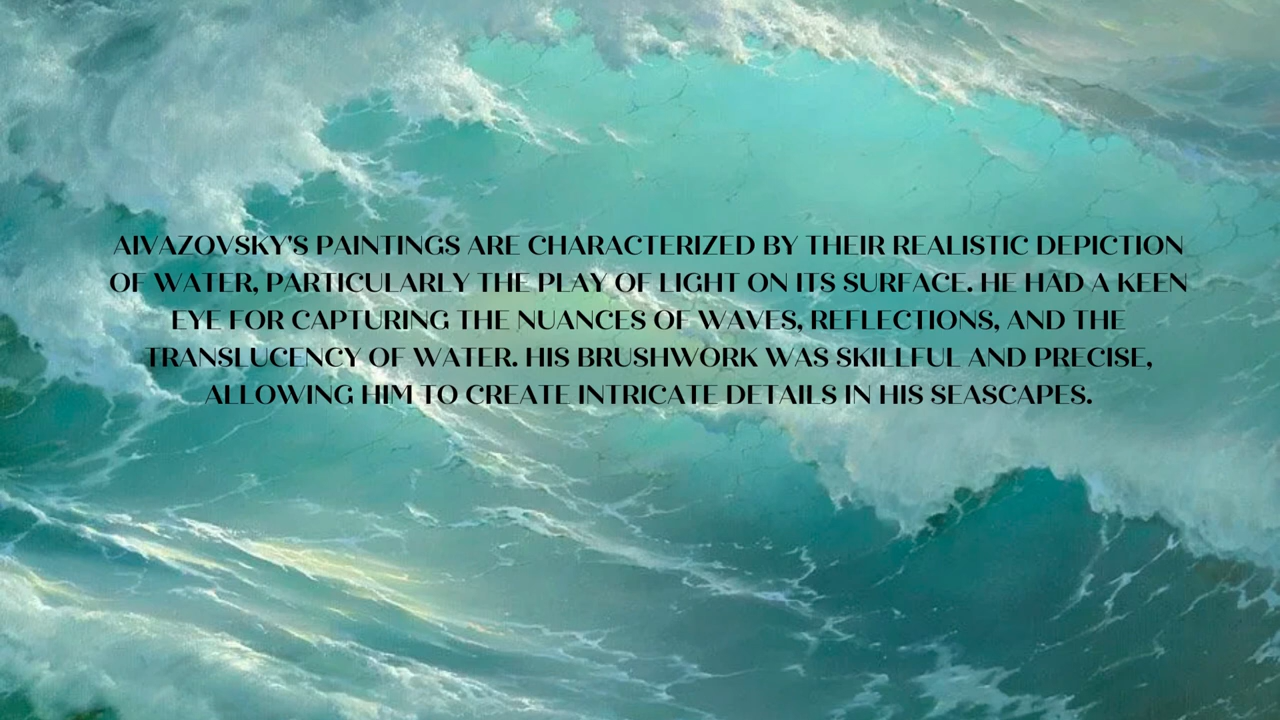 AIVAZOVSKY'S PAINTINGS ARE CHARACTERIZED BY THEIR REALISTIC DEPICTION
OF WATER, PARTICULARLY THE PLAY OF LIGHT ON ITS SURFACE. HE HAD A KEEN
EYE FOR CAPTURING THE NUANCES OF WAVES, REFLECTIONS, AND THE
TRANSLUCENCY OF WATER. HIS BRUSHWORK WAS SKILLFUL AND PRECISE,
ALLOWING HIM TO CREATE INTRICATE DETAILS IN HIS SEASCAPES.